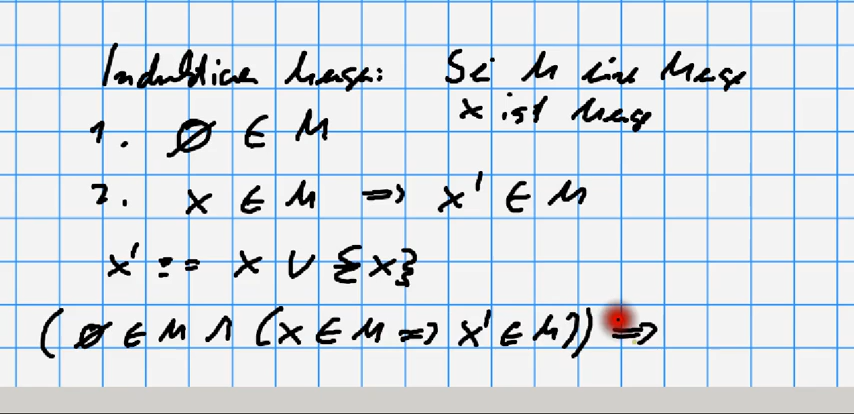 Induktive Menge: Sei M eine Menge
x ist Menge
1. ∅ ∈ M
2. x ∈ M => x' ∈ M
x' := x ∪ {x}
( ∅ ∈ M ∧ (x ∈ M => x' ∈ M)) =>